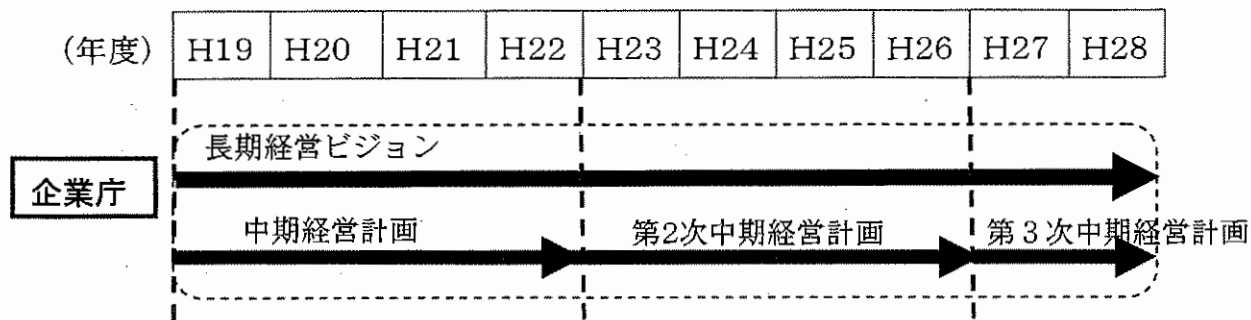 (年度) H19 H20 H21 H22 H23 H24 H25 H26 H27 H28
長期経営ビジョン
企業庁
中期経営計画 第2次中期経営計画 第３次中期経営計画